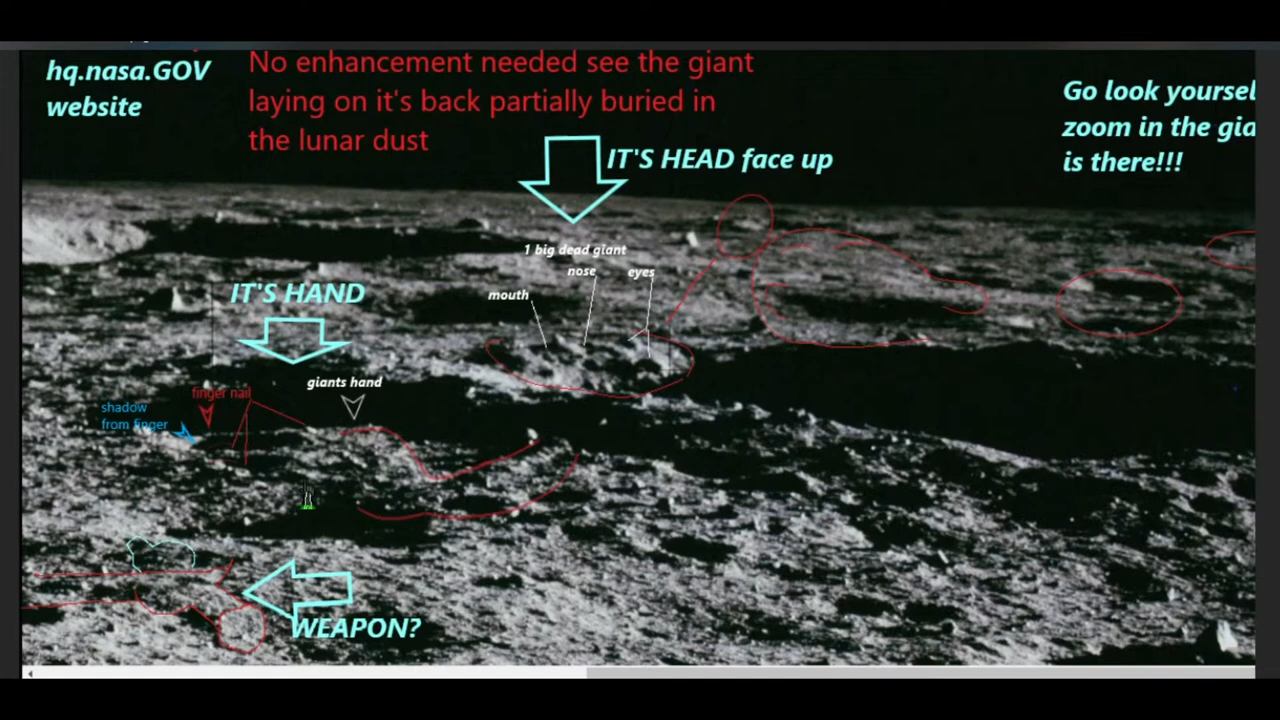 hq.nasa.GOV
website
No enhancement needed see the giant
laying on it's back partially buried in
the lunar dust
IT'S HEAD face up
Go look yoursel
zoom in the gia
is there!!!
1 big dead giant
nose
eyes
mouth
IT'S HAND
giants hand
finger nail
shadow
from finger
WEAPON?